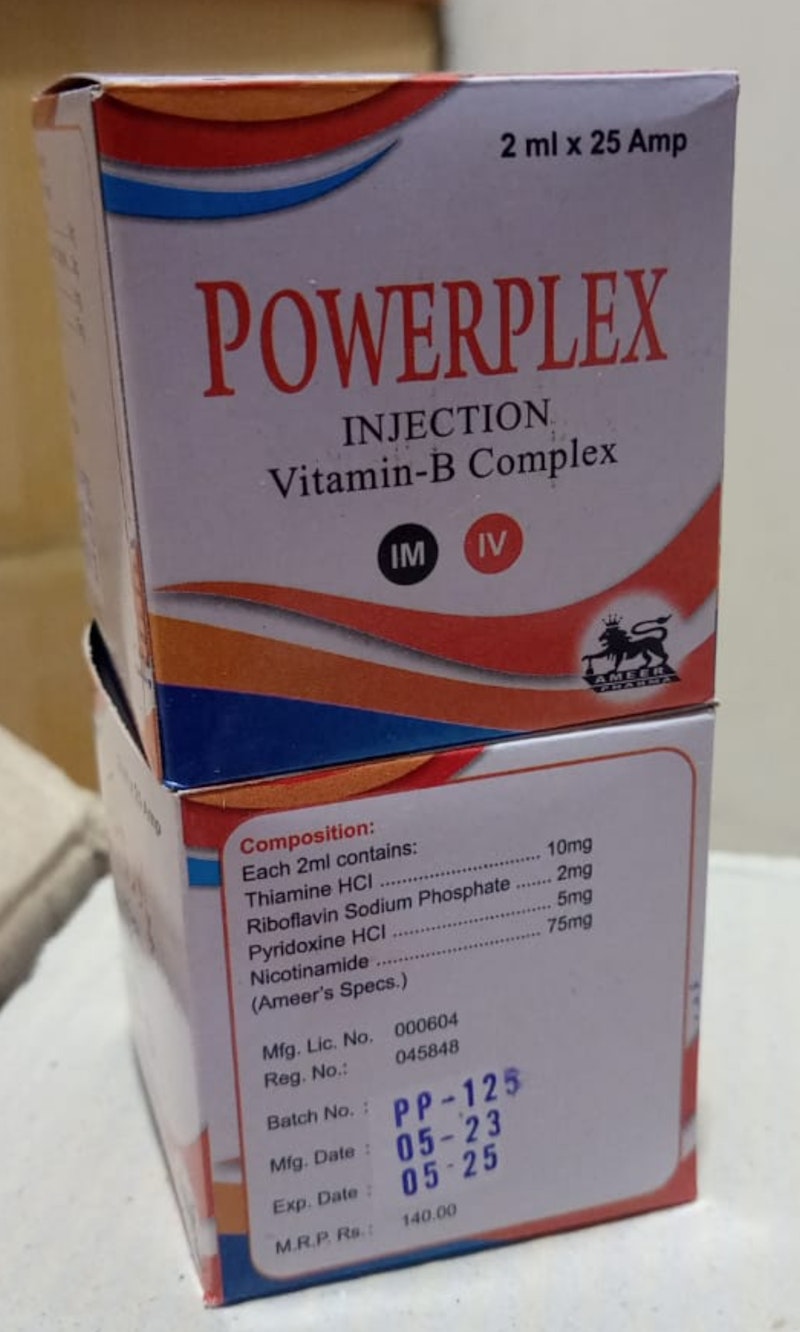 2 ml x 25 Amp
POWERPLEX
INJECTION
Vitamin-B Complex
IM IV
AMEER
PHARMA
Composition:
Each 2ml contains:
Thiamine HCl ............................ 10mg
Riboflavin Sodium Phosphate ....... 2mg
Pyridoxine HCl ............................ 5mg
Nicotinamide ............................. 75mg
(Ameer's Specs.)
Mfg. Lic. No. 000604
Reg. No.: 045848
Batch No. : PP-125
Mfg. Date : 05-23
Exp. Date : 05-25
M.R.P. Rs.: 140.00